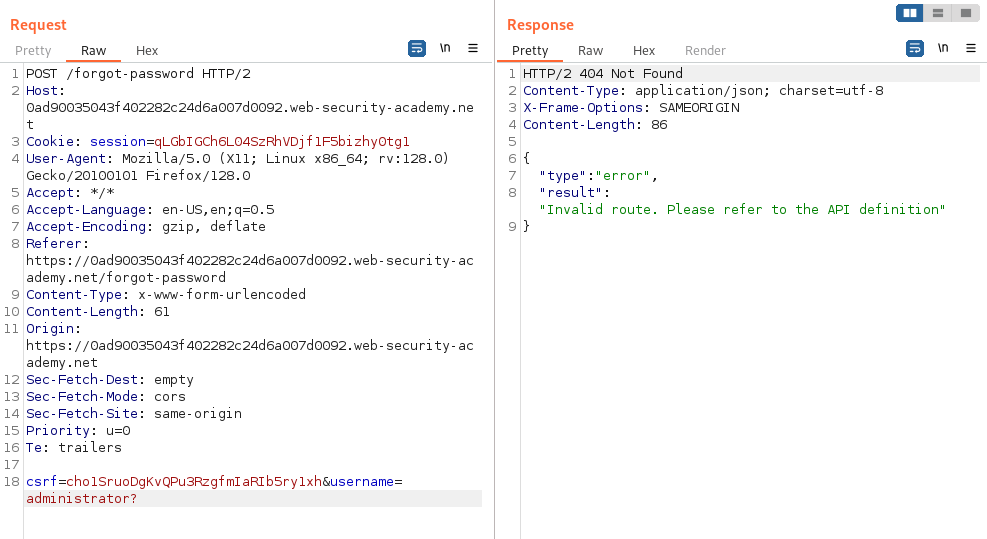 Request
Pretty Raw Hex \n
1 POST /forgot-password HTTP/2
2 Host:
0ad90035043f402282c24d6a007d0092.web-security-academy.ne
t
3 Cookie: session=qLGbIGCh6L04SzRhVDjf1F5bizhy0tg1
4 User-Agent: Mozilla/5.0 (X11; Linux x86_64; rv:128.0)
Gecko/20100101 Firefox/128.0
5 Accept: */*
6 Accept-Language: en-US,en;q=0.5
7 Accept-Encoding: gzip, deflate
8 Referer:
https://0ad90035043f402282c24d6a007d0092.web-security-ac
ademy.net/forgot-password
9 Content-Type: x-www-form-urlencoded
10 Content-Length: 61
11 Origin:
https://0ad90035043f402282c24d6a007d0092.web-security-ac
ademy.net
12 Sec-Fetch-Dest: empty
13 Sec-Fetch-Mode: cors
14 Sec-Fetch-Site: same-origin
15 Priority: u=0
16 Te: trailers
17
18 csrf=cho1SruoDgKvQPu3RzgfmIaRIb5ry1xh&username=
administrator?
Response
Pretty Raw Hex Render \n
1 HTTP/2 404 Not Found
2 Content-Type: application/json; charset=utf-8
3 X-Frame-Options: SAMEORIGIN
4 Content-Length: 86
5
6 {
7 "type":"error",
8 "result":
"Invalid route. Please refer to the API definition"
9 }